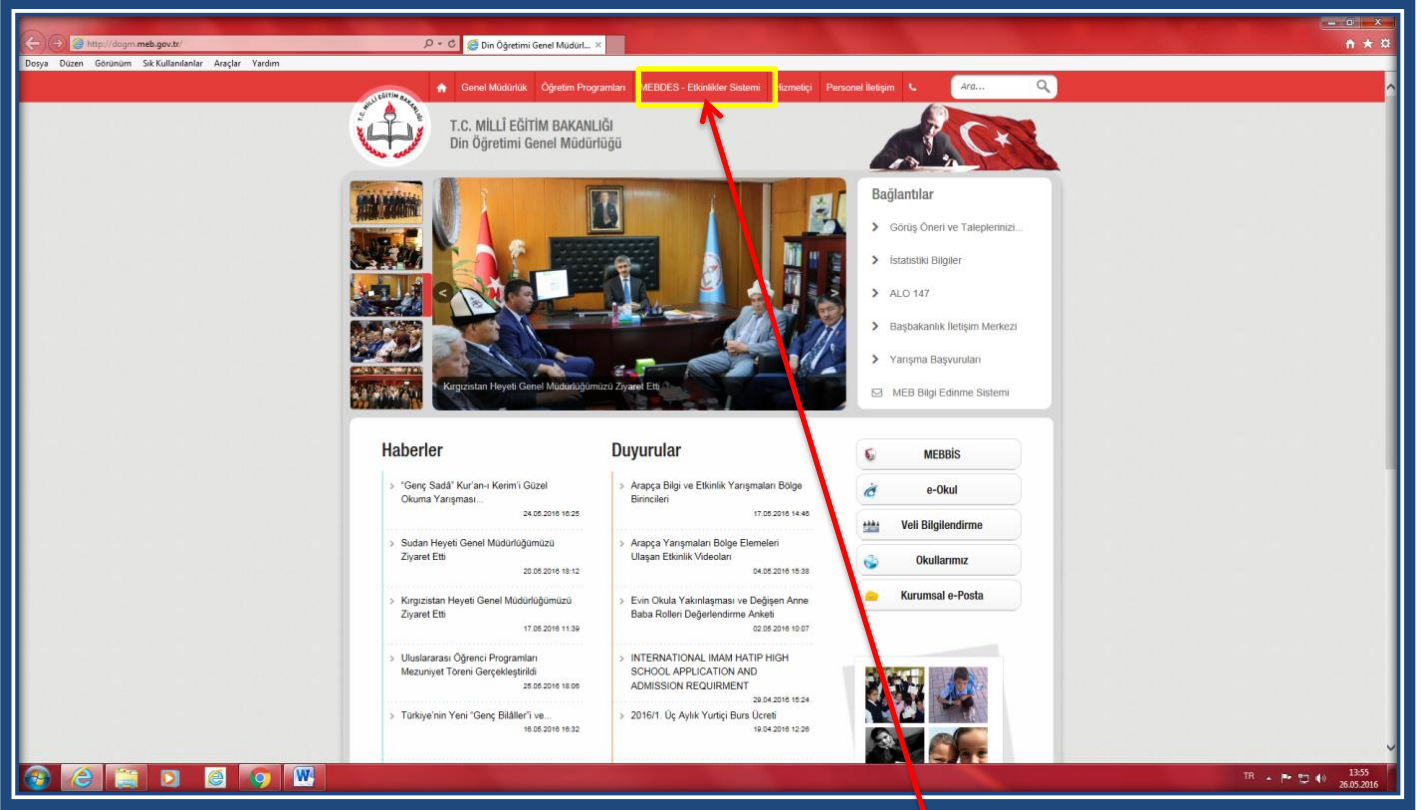 http://dogm.meb.gov.tr/
Din Öğretimi Genel Müdürl...
Dosya Düzen Görünüm Sık Kullanılanlar Araçlar Yardım
Genel Müdürlük Öğretim Programları MEBDES - Etkinlikler Sistemi Hizmetiçi Personel İletişim Ara...
T.C. MİLLÎ EĞİTİM BAKANLIĞI
Din Öğretimi Genel Müdürlüğü
Kırgızistan Heyeti Genel Müdürlüğümüzü Ziyaret Etti
Bağlantılar
Görüş Öneri ve Taleplerinizi...
İstatistiki Bilgiler
ALO 147
Başbakanlık İletişim Merkezi
Yarışma Başvuruları
MEB Bilgi Edinme Sistemi
Haberler
"Genç Sadâ" Kur'an-ı Kerim'i Güzel
Okuma Yarışması...
24.05.2016 16:25
Sudan Heyeti Genel Müdürlüğümüzü
Ziyaret Etti
20.05.2016 18:12
Kırgızistan Heyeti Genel Müdürlüğümüzü
Ziyaret Etti
17.05.2016 11:39
Uluslararası Öğrenci Programları
Mezuniyet Töreni Gerçekleştirildi
25.05.2016 18:06
Türkiye'nin Yeni "Genç Bilâlleri"i ve...
16.05.2016 16:32
Duyurular
Arapça Bilgi ve Etkinlik Yarışmaları Bölge
Birincileri
17.05.2016 14:46
Arapça Yarışmaları Bölge Elemeleri
Ulaşan Etkinlik Videoları
04.05.2016 15:38
Evin Okula Yakınlaşması ve Değişen Anne
Baba Rolleri Değerlendirme Anketi
02.05.2016 10:07
INTERNATIONAL IMAM HATIP HIGH
SCHOOL APPLICATION AND
ADMISSION REQUIRMENT
29.04.2016 15:24
2016/1. Üç Aylık Yurtiçi Burs Ücreti
19.04.2016 12:26
MEBBİS
e-Okul
Veli Bilgilendirme
Okullarımız
Kurumsal e-Posta
TR
13:55
26.05.2016